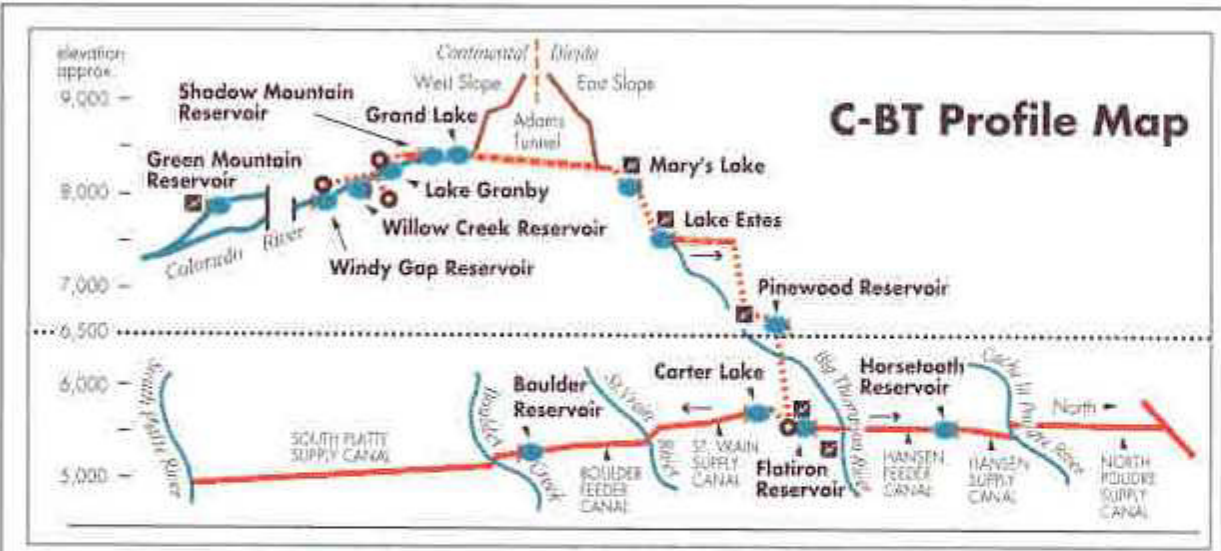 elevation
approx.
9,000
8,000
7,000
6,500
6,000
5,000
Continental Divide
West Slope
East Slope
Adams
Tunnel
C-BT Profile Map
Shadow Mountain
Reservoir
Grand Lake
Green Mountain
Reservoir
Lake Granby
Willow Creek Reservoir
Windy Gap Reservoir
Colorado River
Mary's Lake
Lake Estes
Pinewood Reservoir
South Platte River
SOUTH PLATTE
SUPPLY CANAL
Boulder Creek
Boulder
Reservoir
BOULDER
FEEDER
CANAL
St. Vrain River
ST. VRAIN
SUPPLY
CANAL
Carter Lake
Flatiron
Reservoir
Big Thompson River
HANSEN
FEEDER
CANAL
Horsetooth
Reservoir
HANSEN
SUPPLY
CANAL
North
NORTH
POUDRE
SUPPLY
CANAL